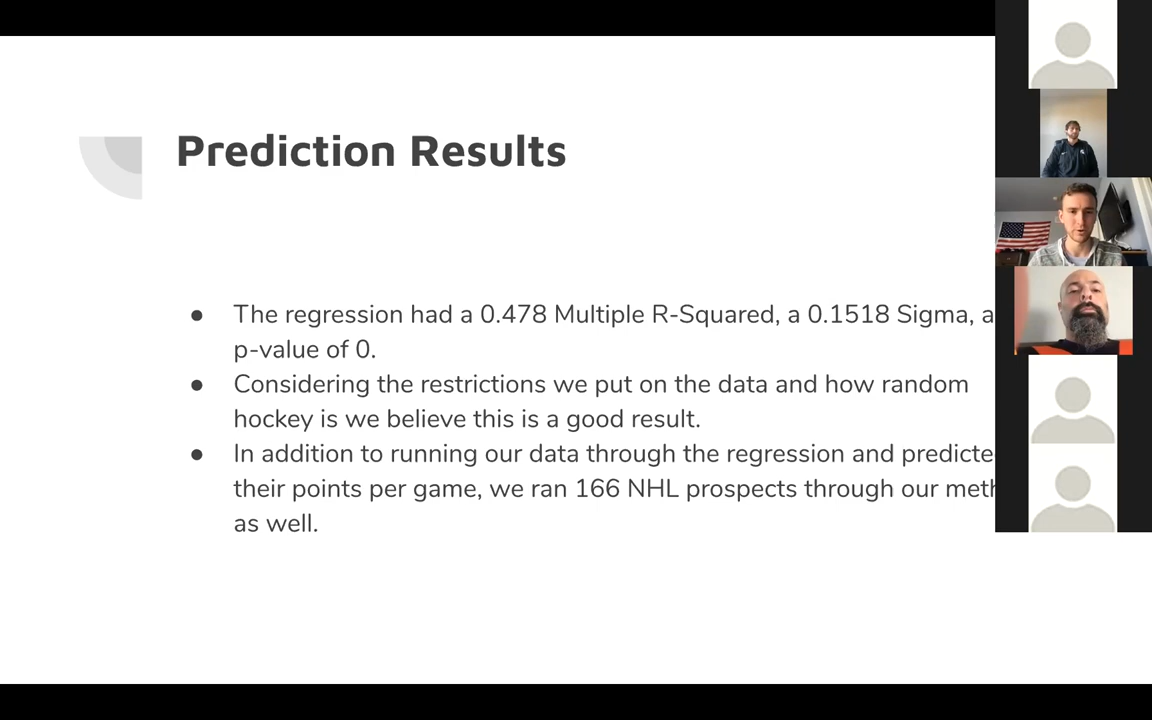 Prediction Results
● The regression had a 0.478 Multiple R-Squared, a 0.1518 Sigma, a
p-value of 0.
● Considering the restrictions we put on the data and how random
hockey is we believe this is a good result.
● In addition to running our data through the regression and
their points per game, we ran 166 NHL prospects through our
as well.